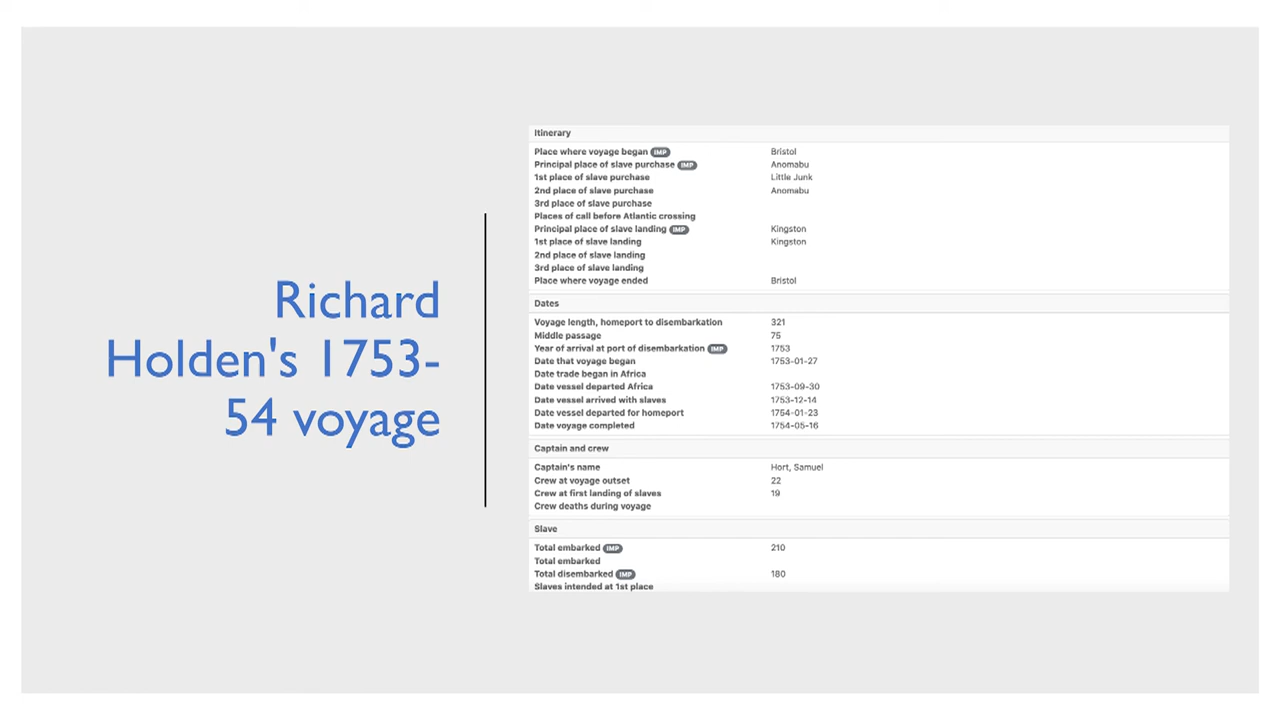 Richard
Holden's 1753-
54 voyage
Itinerary
Place where voyage began IMP Bristol
Principal place of slave purchase IMP Anomabu
1st place of slave purchase Little Junk
2nd place of slave purchase Anomabu
3rd place of slave purchase
Places of call before Atlantic crossing
Principal place of slave landing IMP Kingston
1st place of slave landing Kingston
2nd place of slave landing
3rd place of slave landing
Place where voyage ended Bristol
Dates
Voyage length, homeport to disembarkation 321
Middle passage 75
Year of arrival at port of disembarkation IMP 1753
Date that voyage began 1753-01-27
Date trade began in Africa
Date vessel departed Africa 1753-09-30
Date vessel arrived with slaves 1753-12-14
Date vessel departed for homeport 1754-01-23
Date voyage completed 1754-05-16
Captain and crew
Captain's name Hort, Samuel
Crew at voyage outset 22
Crew at first landing of slaves 19
Crew deaths during voyage
Slave
Total embarked IMP 210
Total embarked
Total disembarked IMP 180
Slaves intended at 1st place